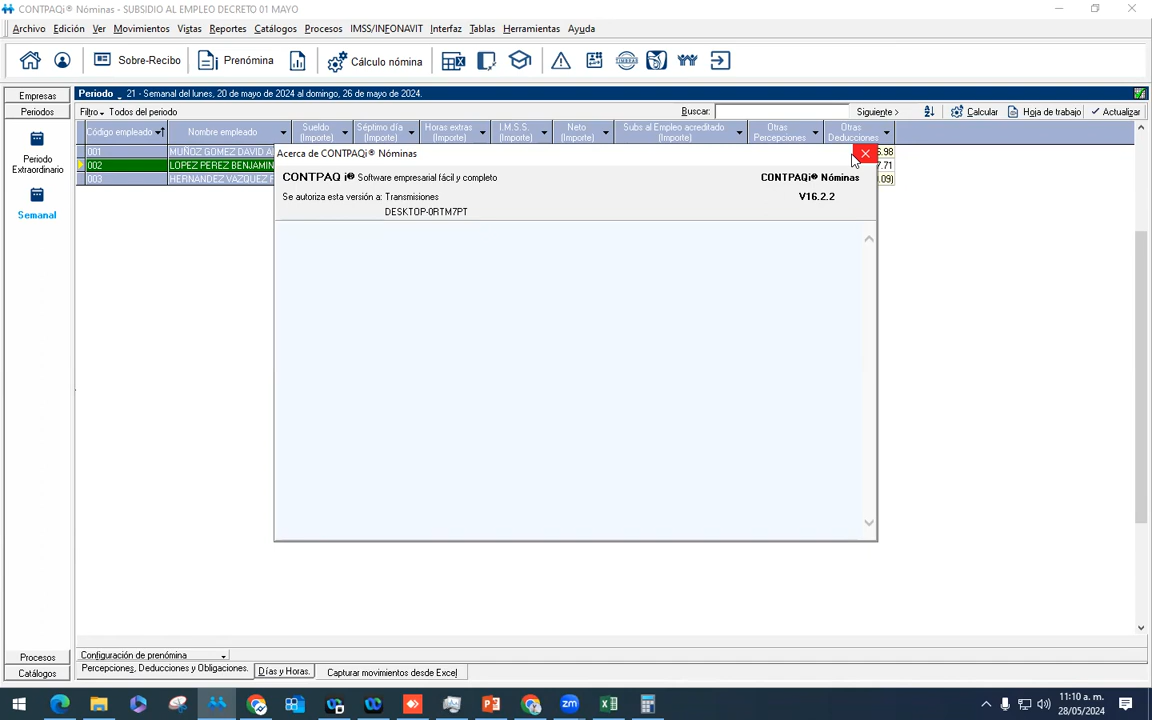 CONTPAQi® Nóminas - SUBSIDIO AL EMPLEO DECRETO 01 MAYO
Archivo Edición Ver Movimientos Vistas Reportes Catálogos Procesos IMSS/INFONAVIT Interfaz Tablas Herramientas Ayuda
Sobre-Recibo Prenómina Cálculo nómina
Empresas
Periodo 21 - Semanal del lunes, 20 de mayo de 2024 al domingo, 26 de mayo de 2024.
Periodos
Filtro Todos del periodo Buscar: Siguiente > Calcular Hoja de trabajo Actualizar
Código empleado Nombre empleado Sueldo (Importe) Séptimo día (Importe) Horas extras (Importe) I.M.S.S. (Importe) Neto (Importe) Subs al Empleo acreditado (Importe) Otras Percepciones Otras Deducciones
001 MUÑOZ GOMEZ DAVID
002 LOPEZ PEREZ BENJAMIN
003 HERNANDEZ VAZQUEZ
Periodo
Extraordinario
Semanal
Acerca de CONTPAQi® Nóminas
CONTPAQ i® Software empresarial fácil y completo CONTPAQi® Nóminas
Se autoriza esta versión a: Transmisiones V16.2.2
DESKTOP-0RTM7PT
Configuración de prenómina
Procesos
Catálogos
Percepciones, Deducciones y Obligaciones. Días y Horas. Capturar movimientos desde Excel
11:10 a. m.
28/05/2024